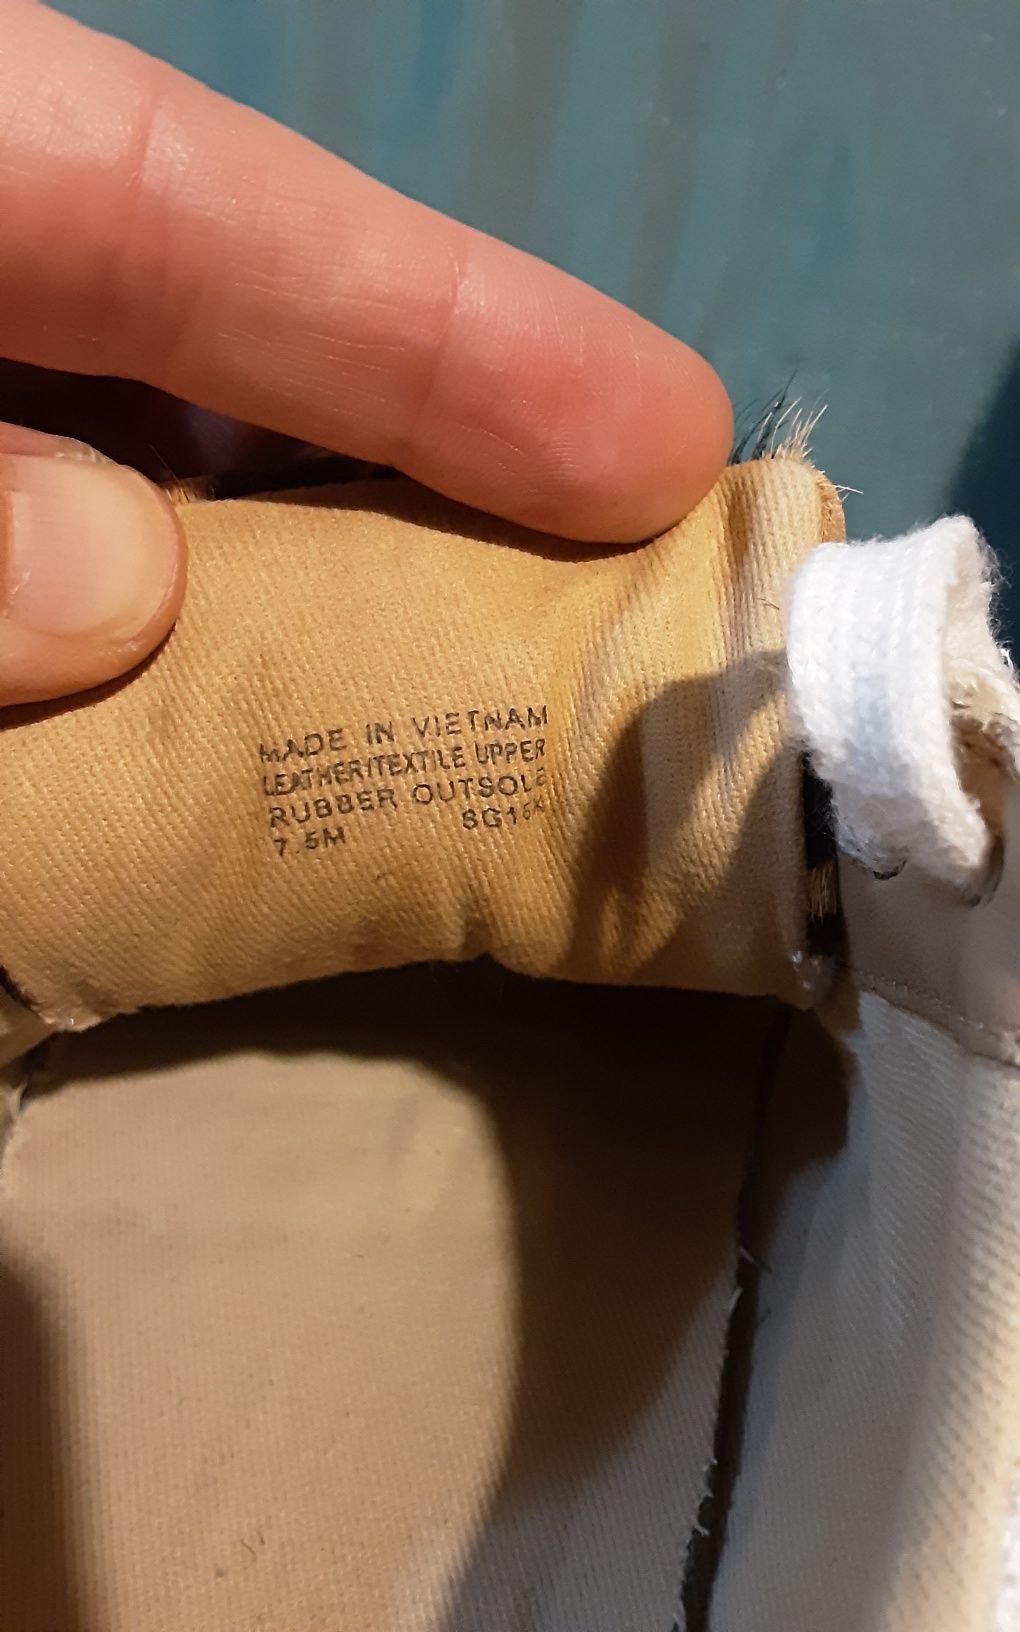 MADE IN VIETNAM
LEATHER/TEXTILE UPPER
RUBBER OUTSOLE
7.5M